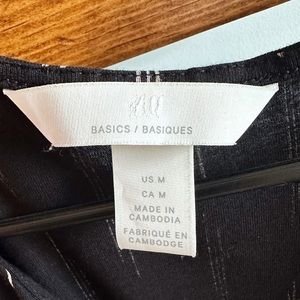 BASICS / BASIQUES
US M
CA M
MADE IN
CAMBODIA
FABRIQUÉ EN
CAMBODGE